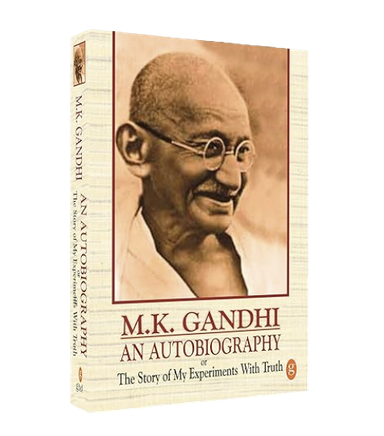 M.K. GANDHI AN AUTOBIOGRAPHY
or
The Story of My Experiments With Truth
M.K. GANDHI
AN AUTOBIOGRAPHY
or
The Story of My Experiments With Truth
g